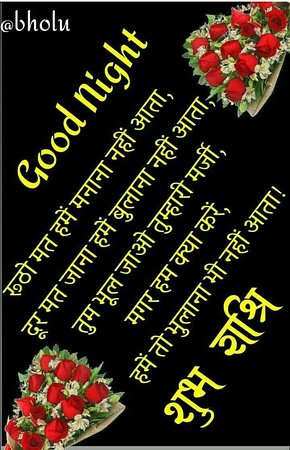 @bholu
Good Night
रुठो मत हमें मनाना नहीं आता,
दूर मत जाना हमें बुलाना नहीं आता,
तुम भूल जाओ तुम्हारी मर्जी,
मगर हम क्या करें,
हमें तो भुलाना भी नहीं आता!
शुभ रात्रि